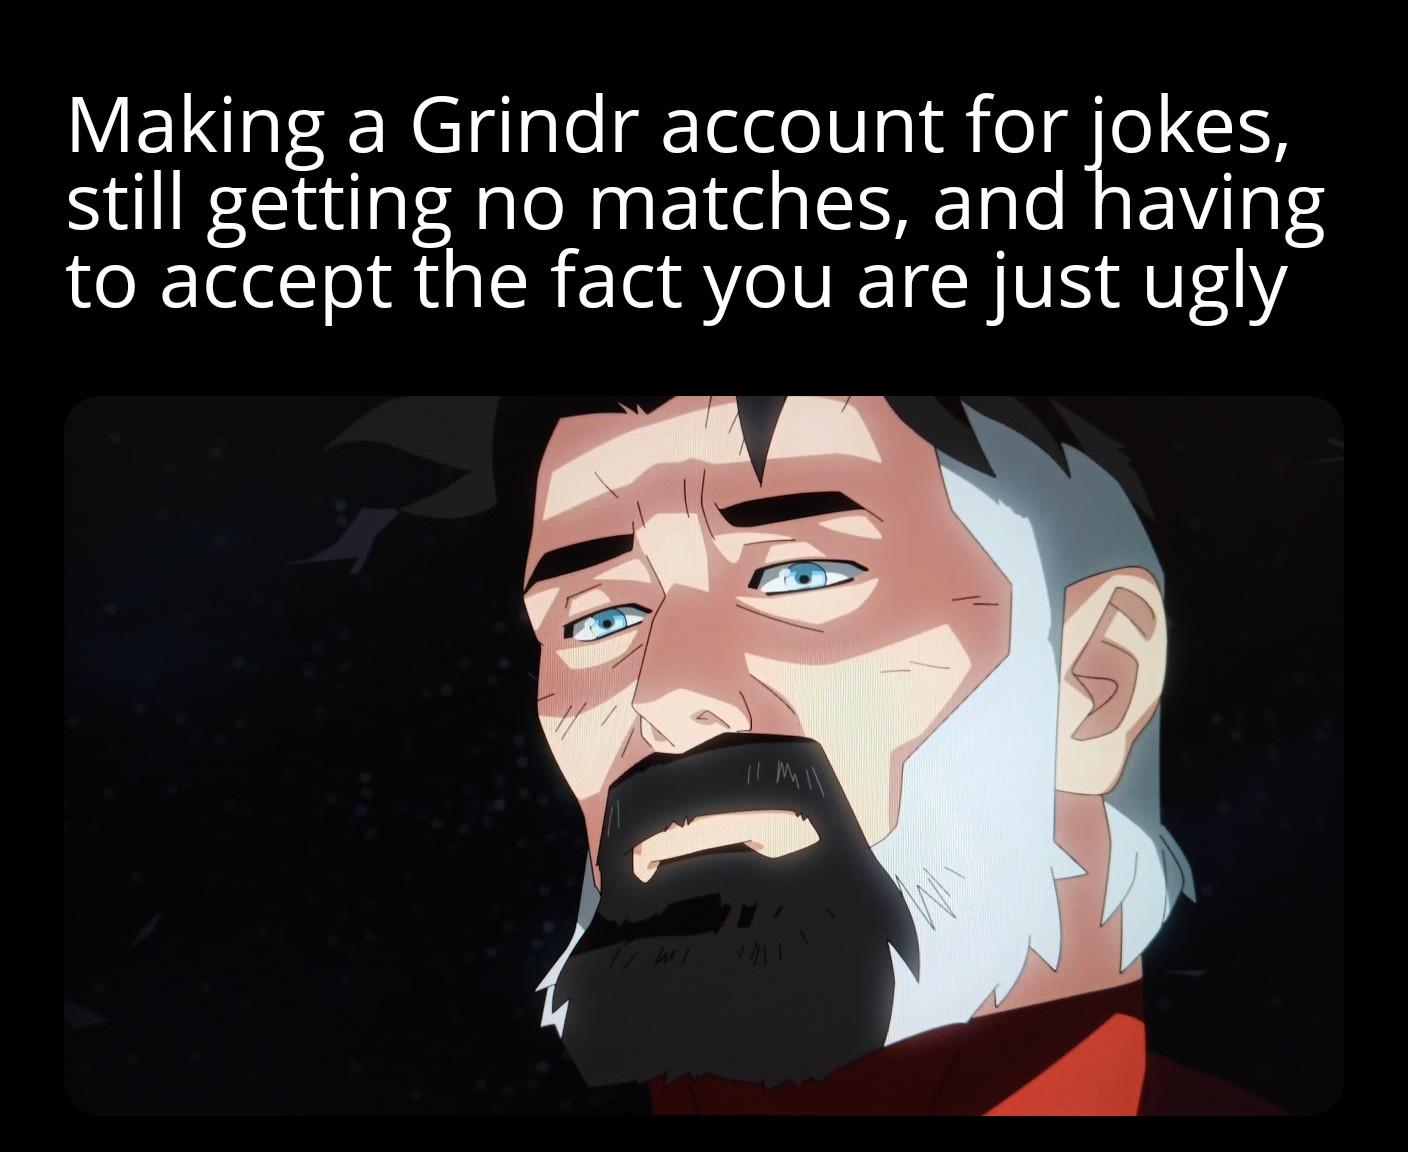 Making a Grindr account for jokes,
still getting no matches, and having
to accept the fact you are just ugly